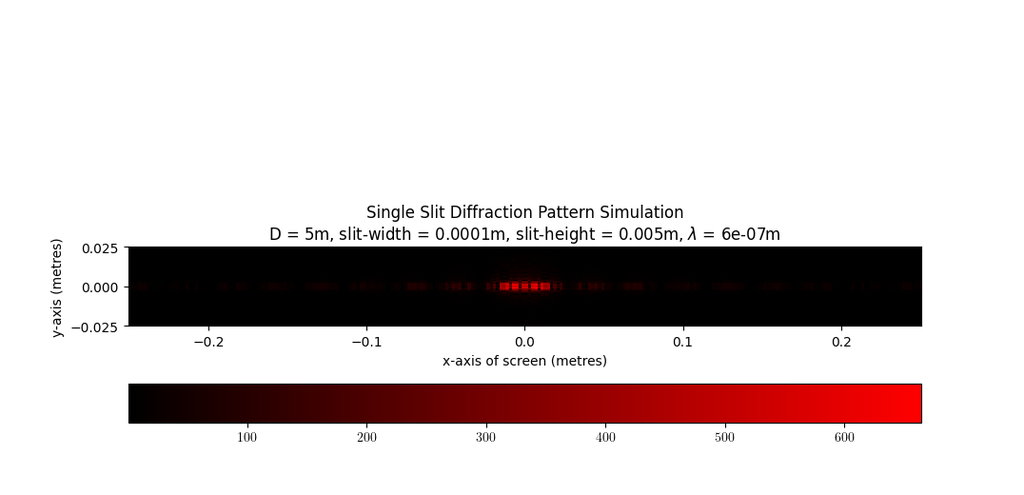 Single Slit Diffraction Pattern Simulation
D = 5m, slit-width = 0.0001m, slit-height = 0.005m, λ = 6e-07m
y-axis (metres)
0.025
0.000
−0.025
−0.2 −0.1 0.0 0.1 0.2
x-axis of screen (metres)
100 200 300 400 500 600